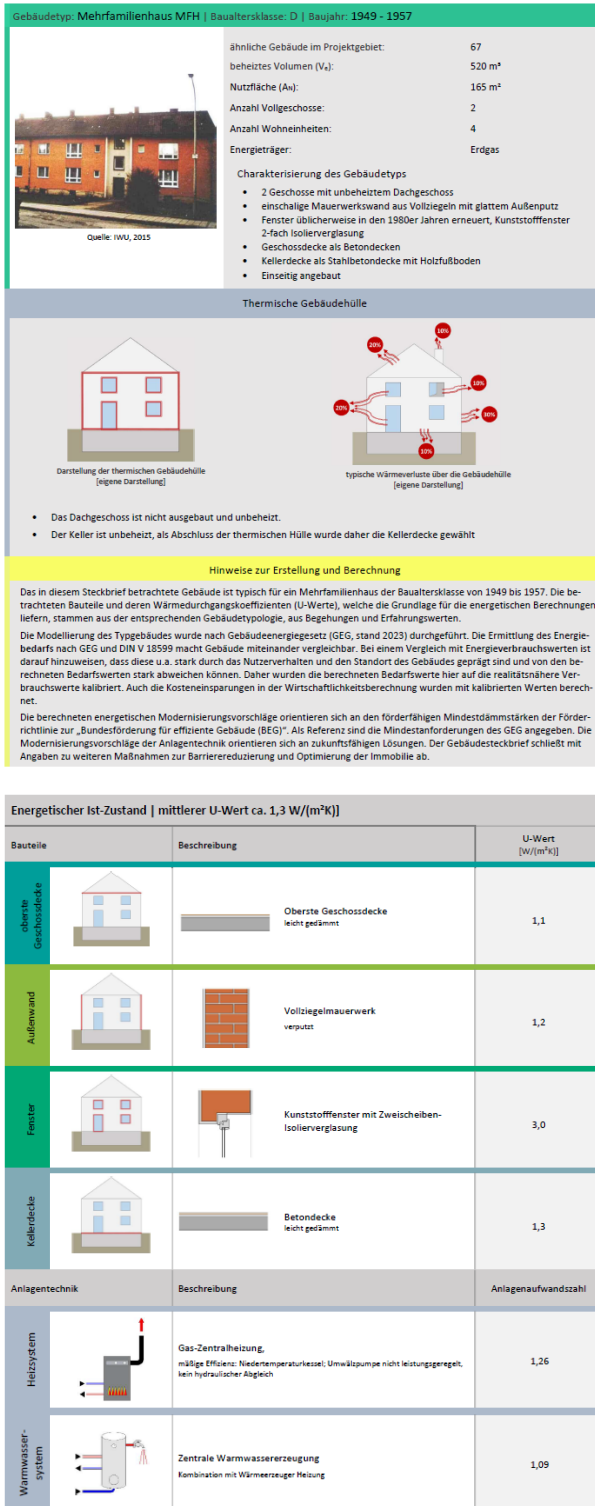 Gebäudetyp: Mehrfamilienhaus MFH | Baualtersklasse: D | Baujahr: 1949 - 1957
ähnliche Gebäude im Projektgebiet: 67
beheiztes Volumen (Vₑ): 520 m³
Nutzfläche (Aɴ): 165 m²
Anzahl Vollgeschosse: 2
Anzahl Wohneinheiten: 4
Energieträger: Erdgas
Charakterisierung des Gebäudetyps
• 2 Geschosse mit unbeheiztem Dachgeschoss
• einschalige Mauerwerkswand aus Vollziegeln mit glattem Außenputz
• Fenster üblicherweise in den 1980er Jahren erneuert, Kunststofffenster
2-fach Isolierverglasung
• Geschossdecke als Betondecken
• Kellerdecke als Stahlbetondecke mit Holzfußboden
• Einseitig angebaut
Quelle: IWU, 2015
Thermische Gebäudehülle
Darstellung der thermischen Gebäudehülle
[eigene Darstellung]
10%
20%
10%
20%
30%
10%
typische Wärmeverluste über die Gebäudehülle
[eigene Darstellung]
• Das Dachgeschoss ist nicht ausgebaut und unbeheizt.
• Der Keller ist unbeheizt, als Abschluss der thermischen Hülle wurde daher die Kellerdecke gewählt
Hinweise zur Erstellung und Berechnung
Das in diesem Steckbrief betrachtete Gebäude ist typisch für ein Mehrfamilienhaus der Baualtersklasse von 1949 bis 1957. Die be-
trachteten Bauteile und deren Wärmedurchgangskoeffizienten (U-Werte), welche die Grundlage für die energetischen Berechnungen
liefern, stammen aus der entsprechenden Gebäudetypologie, aus Begehungen und Erfahrungswerten.
Die Modellierung des Typgebäudes wurde nach Gebäudeenergiegesetz (GEG, stand 2023) durchgeführt. Die Ermittlung des Energie-
bedarfs nach GEG und DIN V 18599 macht Gebäude miteinander vergleichbar. Bei einem Vergleich mit Energieverbrauchswerten ist
darauf hinzuweisen, dass diese u.a. stark durch das Nutzerverhalten und den Standort des Gebäudes geprägt sind und von den be-
rechneten Bedarfswerten stark abweichen können. Daher wurden die berechneten Bedarfswerte hier auf die realitätsnähere Ver-
brauchswerte kalibriert. Auch die Kosteneinsparungen in der Wirtschaftlichkeitsberechnung wurden mit kalibrierten Werten berech-
net.
Die berechneten energetischen Modernisierungsvorschläge orientieren sich an den förderfähigen Mindestdämmstärken der Förder-
richtlinie zur „Bundesförderung für effiziente Gebäude (BEG)“. Als Referenz sind die Mindestanforderungen des GEG angegeben. Die
Modernisierungsvorschläge der Anlagentechnik orientieren sich an zukunftsfähigen Lösungen. Der Gebäudesteckbrief schließt mit
Angaben zu weiteren Maßnahmen zur Barrierereduzierung und Optimierung der Immobilie ab.
Energetischer Ist-Zustand | mittlerer U-Wert ca. 1,3 W/(m²K)]
Bauteile Beschreibung U-Wert
[W/(m²K)]
oberste
Geschossdecke
Oberste Geschossdecke
leicht gedämmt
1,1
Außenwand
Vollziegelmauerwerk
verputzt
1,2
Fenster
Kunststofffenster mit Zweischeiben-
Isolierverglasung
3,0
Kellerdecke
Betondecke
leicht gedämmt
1,3
Anlagentechnik Beschreibung Anlagenaufwandszahl
Heizsystem
Gas-Zentralheizung,
mäßige Effizienz: Niedertemperaturkessel; Umwälzpumpe nicht leistungsgeregelt,
kein hydraulischer Abgleich
1,26
Warmwasser-
system
Zentrale Warmwassererzeugung
Kombination mit Wärmeerzeuger Heizung
1,09